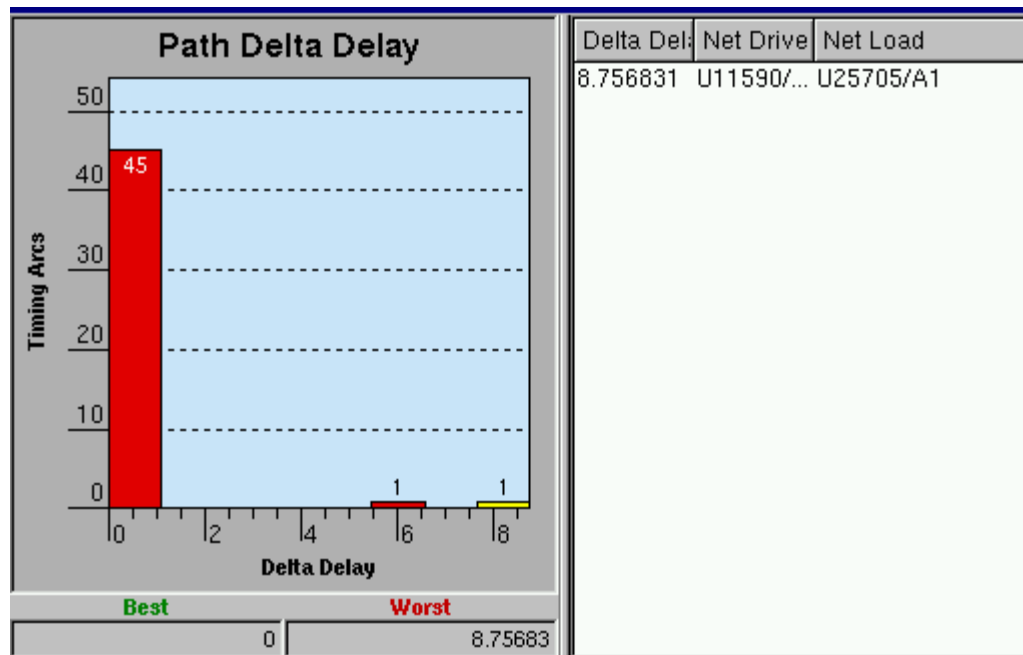 Path Delta Delay
50
40
30
20
10
0
45
1
1
0
2
4
6
8
Timing Arcs
Delta Delay
Best
Worst
0
8.75683
Delta Del
Net Drive
Net Load
8.756831 U11590/... U25705/A1